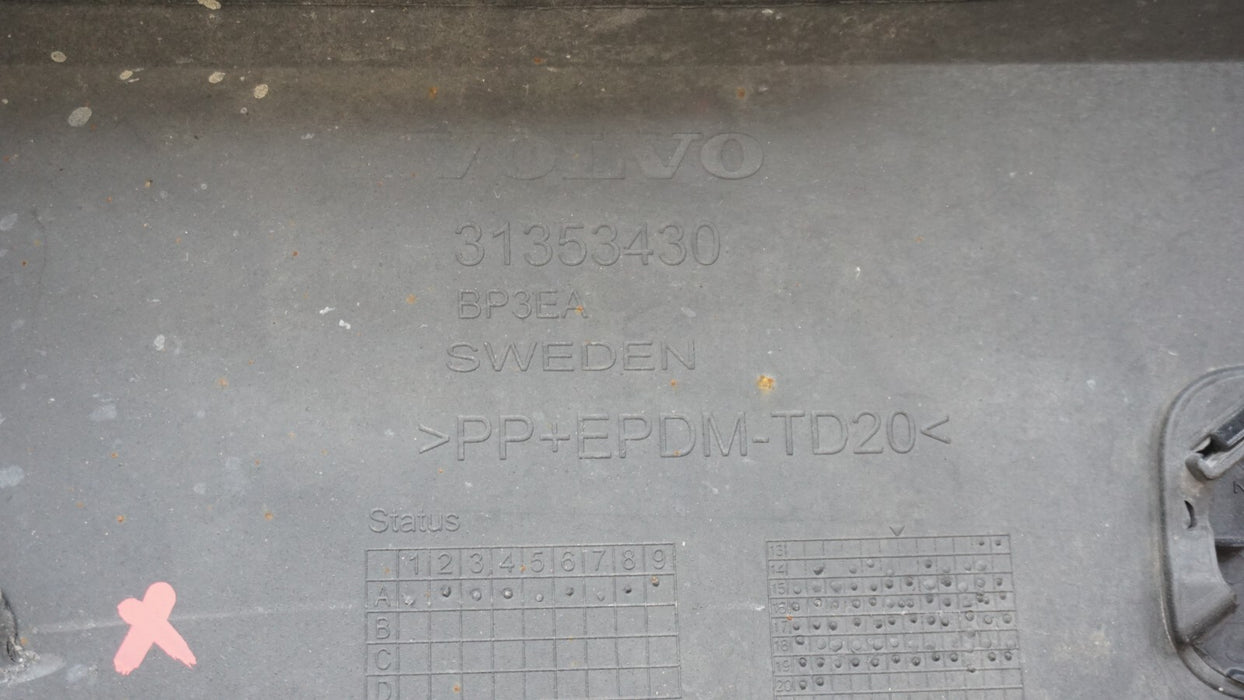 VOLVO
31353430
BP3EA
SWEDEN
>PP+EPDM-TD20<
Status
1 2 3 4 5 6 7 8 9
A
B
C
D
13
14
15
16
17
18
19
20